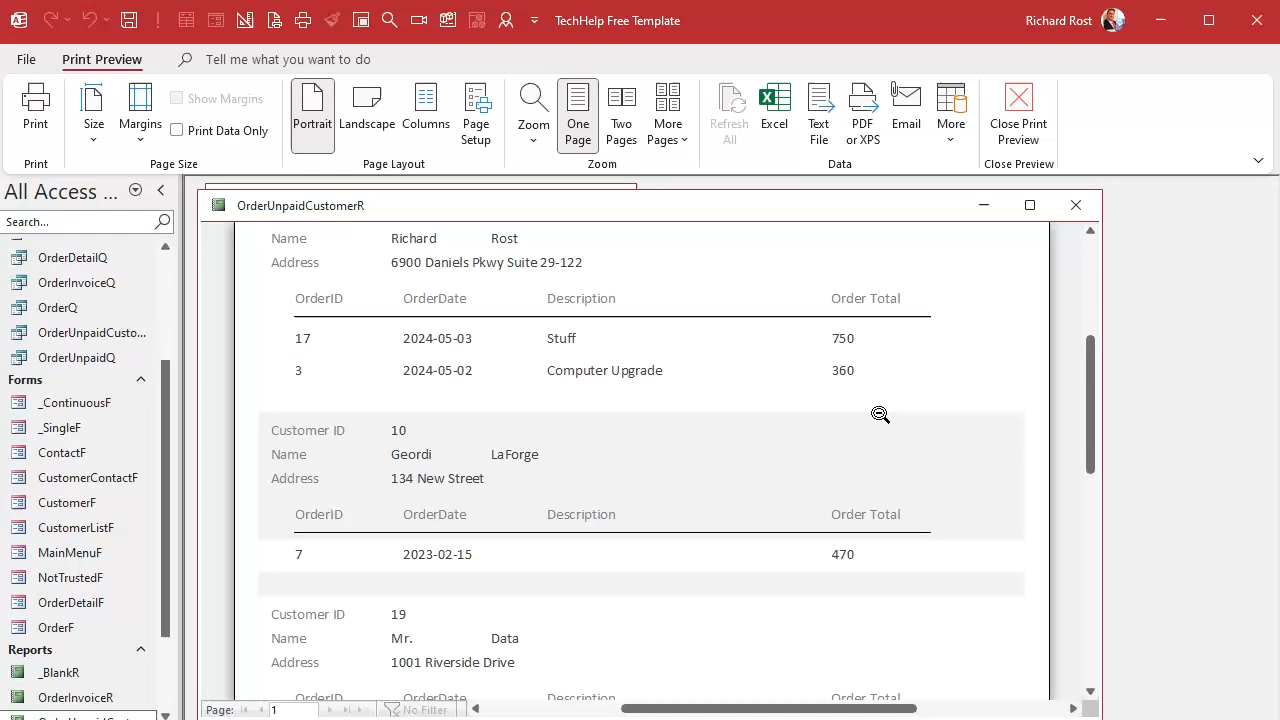 TechHelp Free Template
Richard Rost
File
Print Preview
Tell me what you want to do
Print
Size
Margins
Show Margins
Print Data Only
Portrait
Landscape
Columns
Page Setup
Zoom
One Page
Two Pages
More Pages
Refresh All
Excel
Text File
PDF or XPS
Email
More
Close Print Preview
Print
Page Size
Page Layout
Zoom
Data
Close Preview
All Access ...
Search...
OrderDetailQ
OrderInvoiceQ
OrderQ
OrderUnpaidCusto...
OrderUnpaidQ
Forms
_ContinuousF
_SingleF
ContactF
CustomerContactF
CustomerF
CustomerListF
MainMenuF
NotTrustedF
OrderDetailF
OrderF
Reports
_BlankR
OrderInvoiceR
OrderUnpaidCustomerR
Name Richard Rost
Address 6900 Daniels Pkwy Suite 29-122
OrderID OrderDate Description Order Total
17 2024-05-03 Stuff 750
3 2024-05-02 Computer Upgrade 360
Customer ID 10
Name Geordi LaForge
Address 134 New Street
OrderID OrderDate Description Order Total
7 2023-02-15 470
Customer ID 19
Name Mr. Data
Address 1001 Riverside Drive
OrderID OrderDate Description Order Total
Page: 1 No Filter